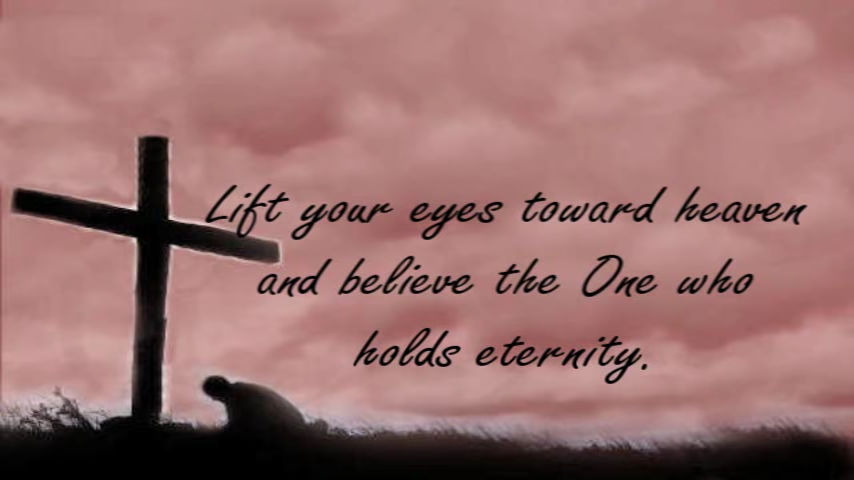 Lift your eyes toward heaven
and believe the One who
holds eternity.